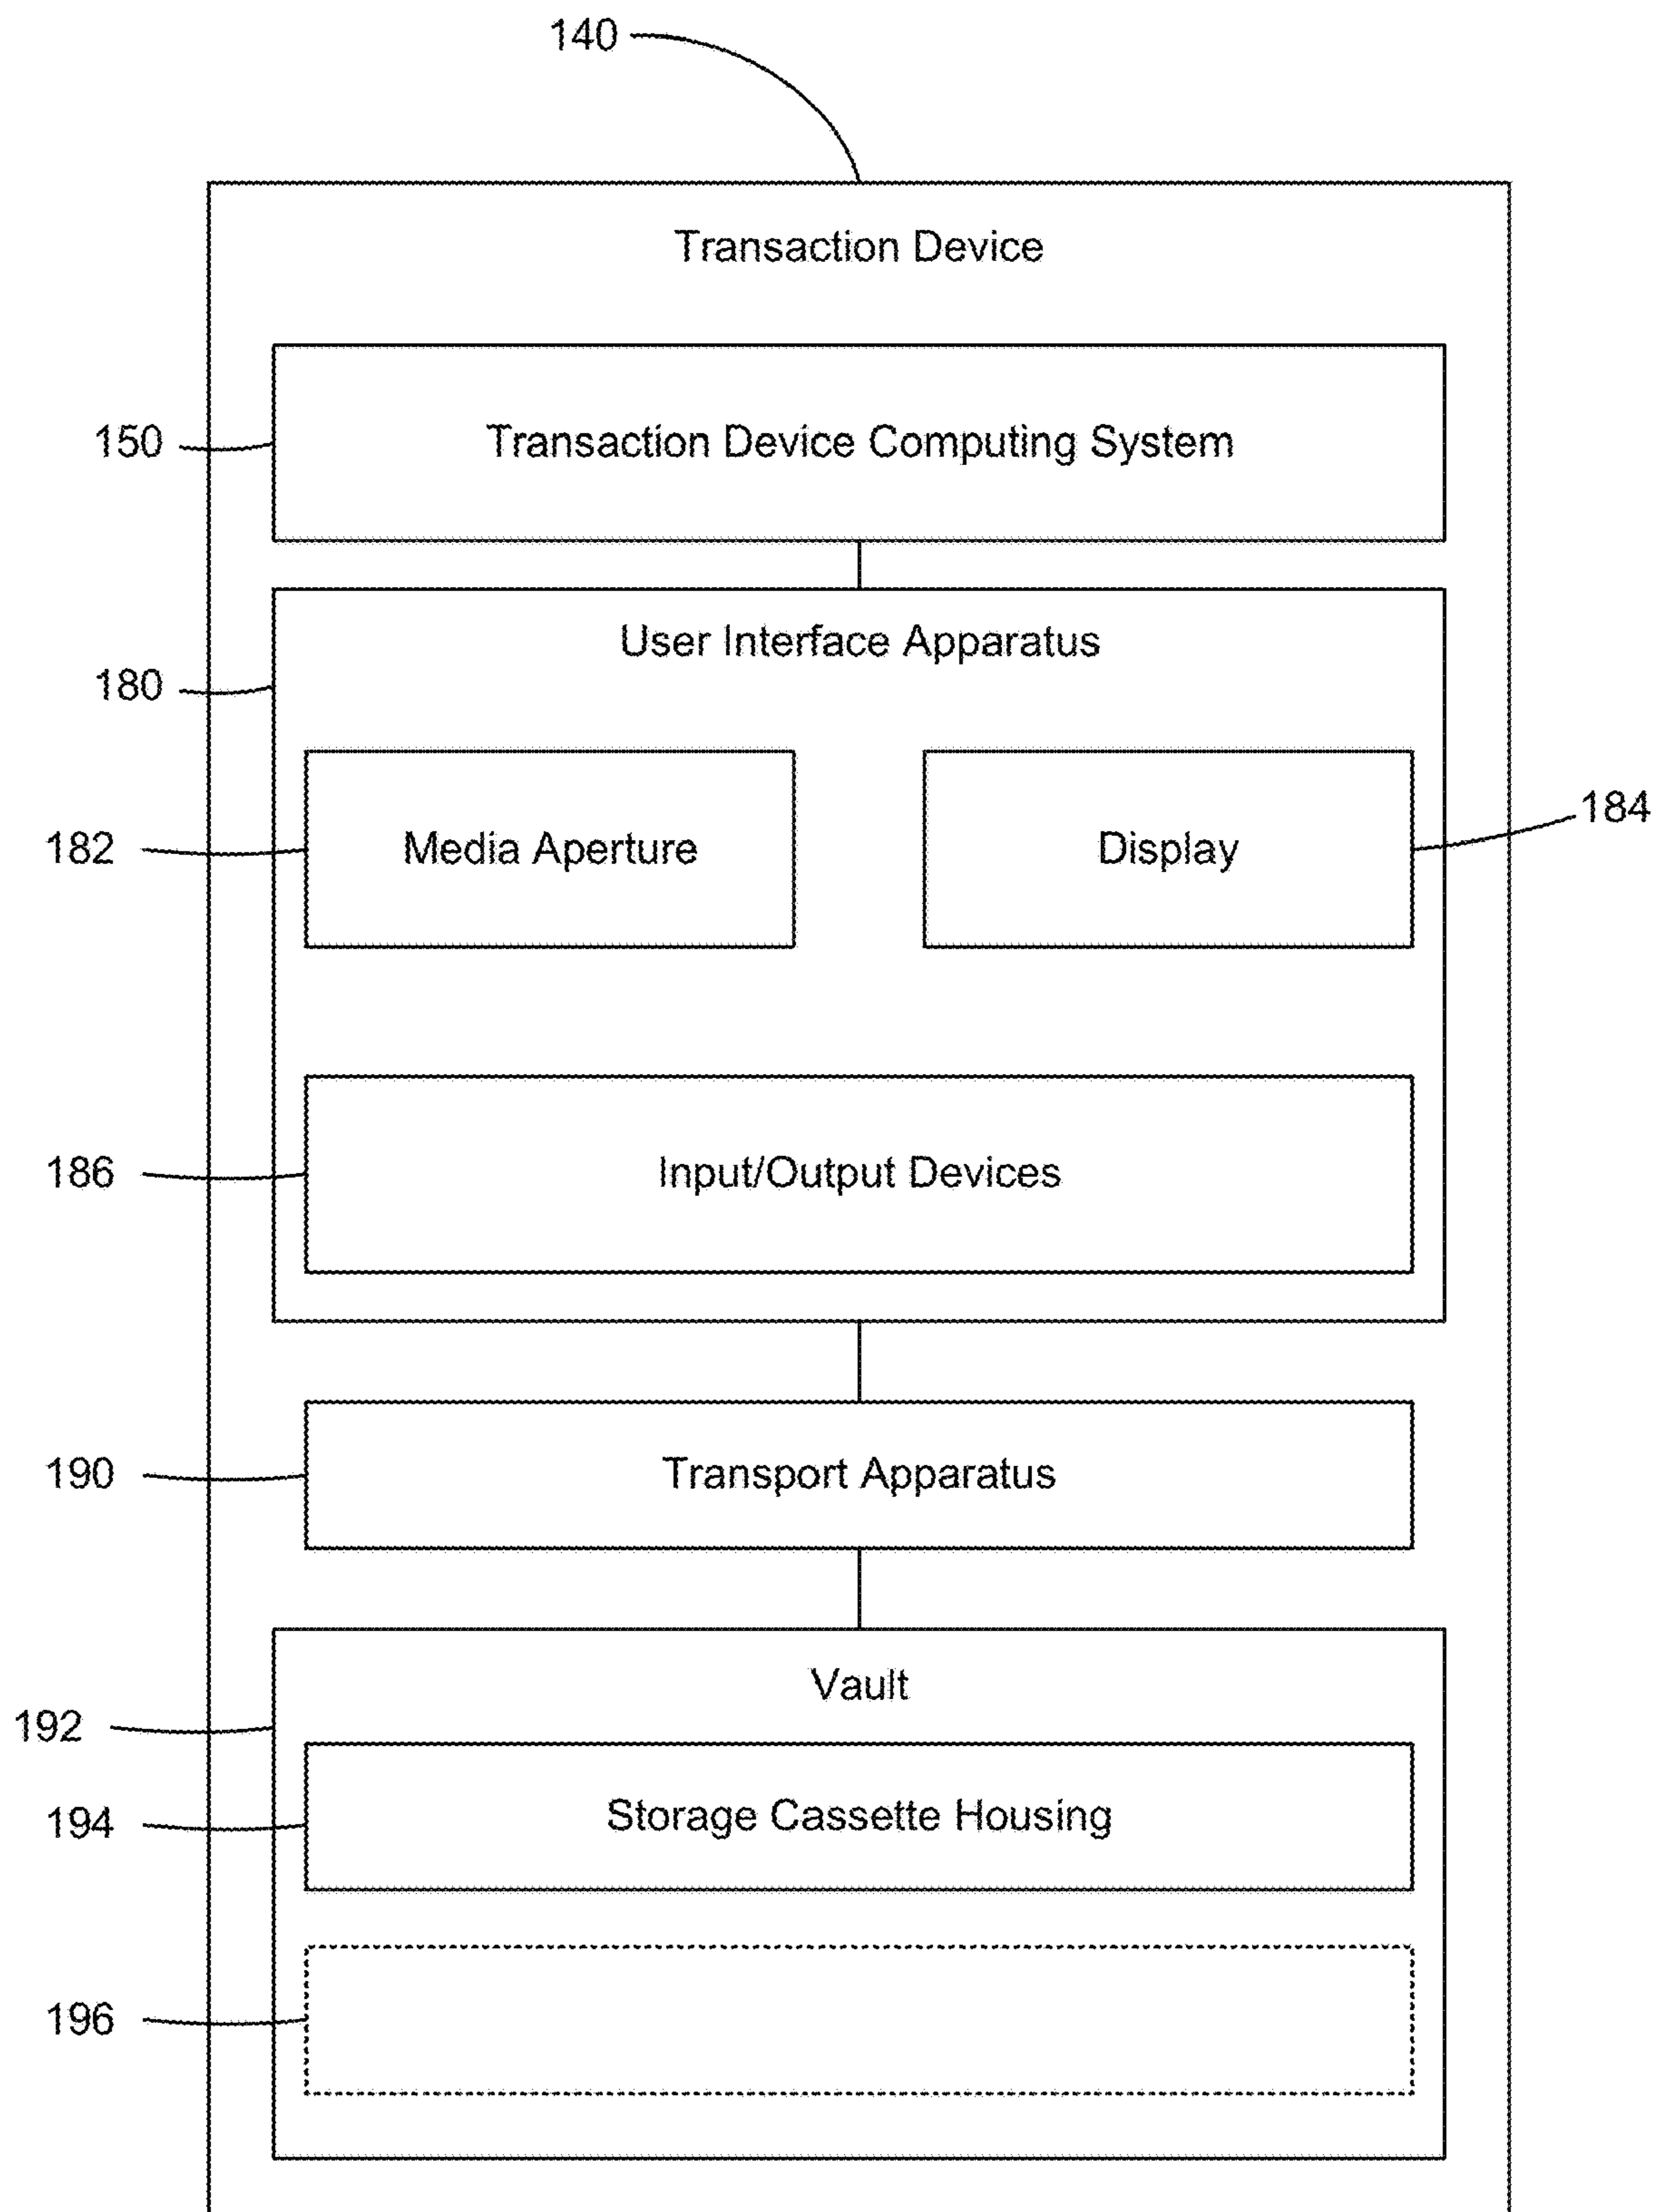 140
Transaction Device
150
Transaction Device Computing System
User Interface Apparatus
180
184
182
Media Aperture
Display
186
Input/Output Devices
190
Transport Apparatus
Vault
192
194
Storage Cassette Housing
196